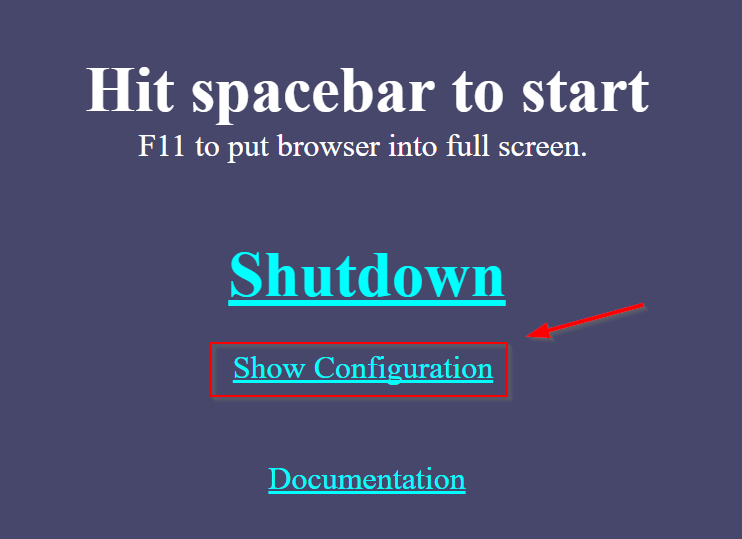 Hit spacebar to start
F11 to put browser into full screen.
Shutdown
Show Configuration
Documentation